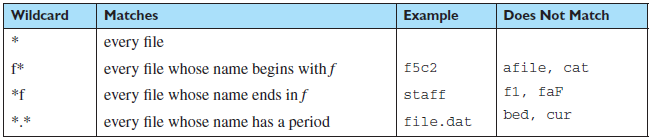 Wildcard Matches Example Does Not Match
* every file
f* every file whose name begins with f f5c2 afile, cat
*f every file whose name ends in f staff f1, faF
*.* every file whose name has a period file.dat bed, cur